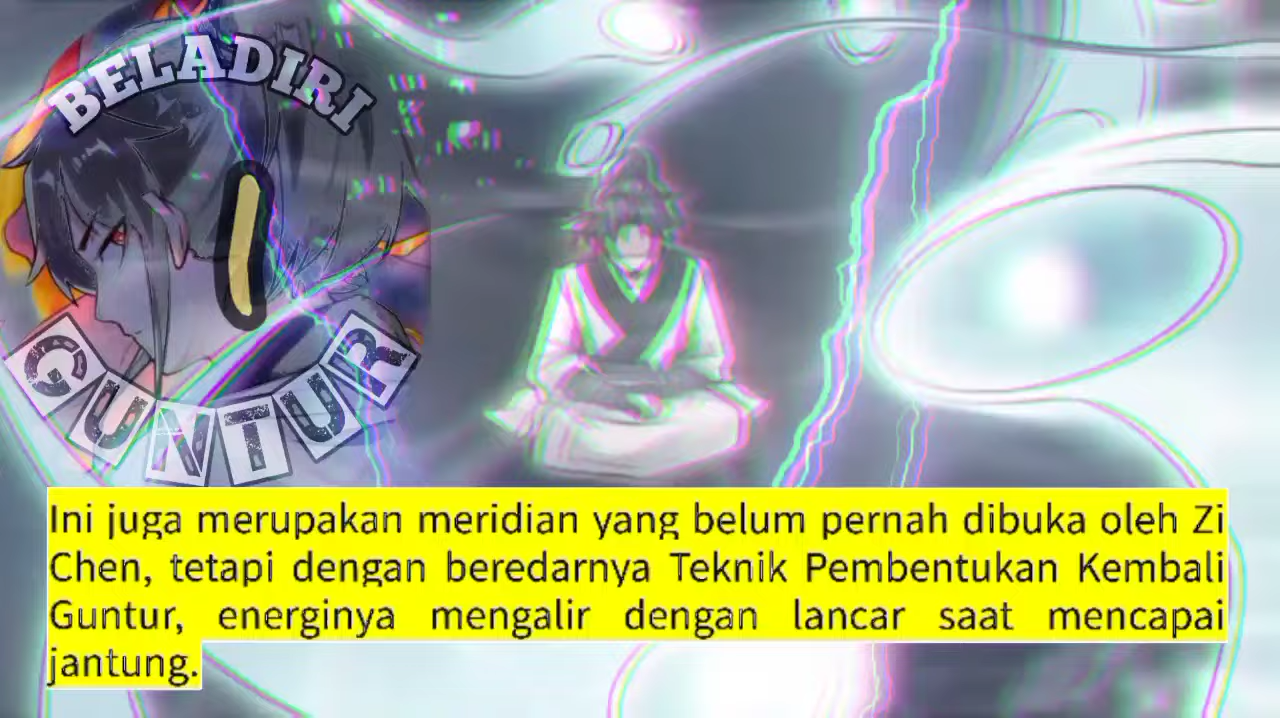 BELADIRI
GUNTUR
Ini juga merupakan meridian yang belum pernah dibuka oleh Zi
Chen, tetapi dengan beredarnya Teknik Pembentukan Kembali
Guntur, energinya mengalir dengan lancar saat mencapai
jantung.